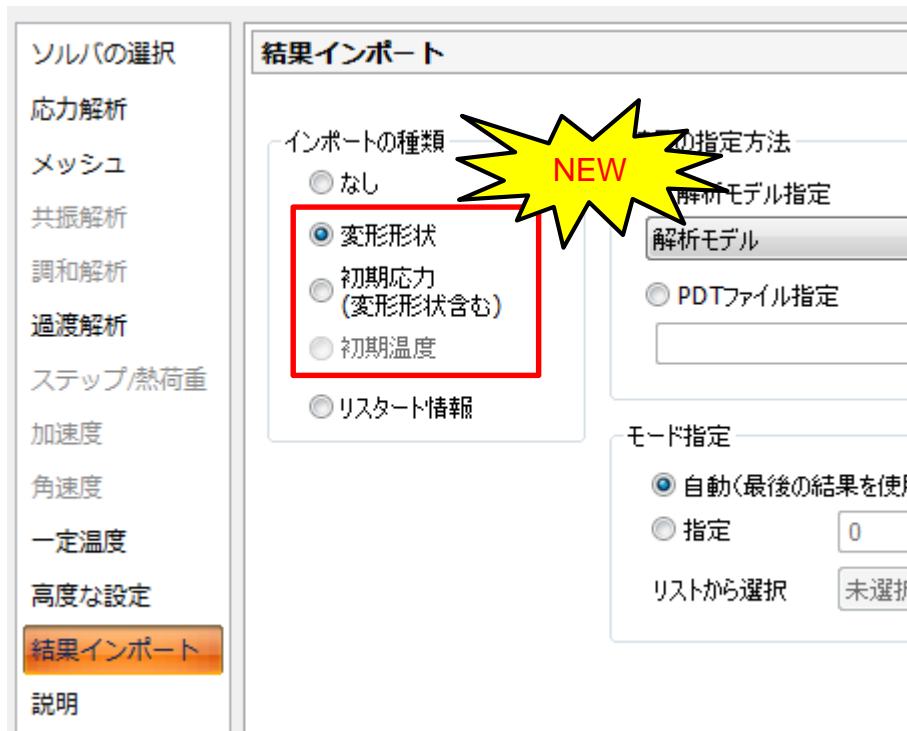 ソルバの選択
応力解析
メッシュ
共振解析
調和解析
過渡解析
ステップ/熱荷重
加速度
角速度
一定温度
高度な設定
結果インポート
説明
結果インポート
インポートの種類
なし
変形形状
初期応力
(変形形状含む)
初期温度
リスタート情報
NEW
の指定方法
解析モデル指定
解析モデル
PDTファイル指定
モード指定
自動(最後の結果を使
指定
0
リストから選択
未選